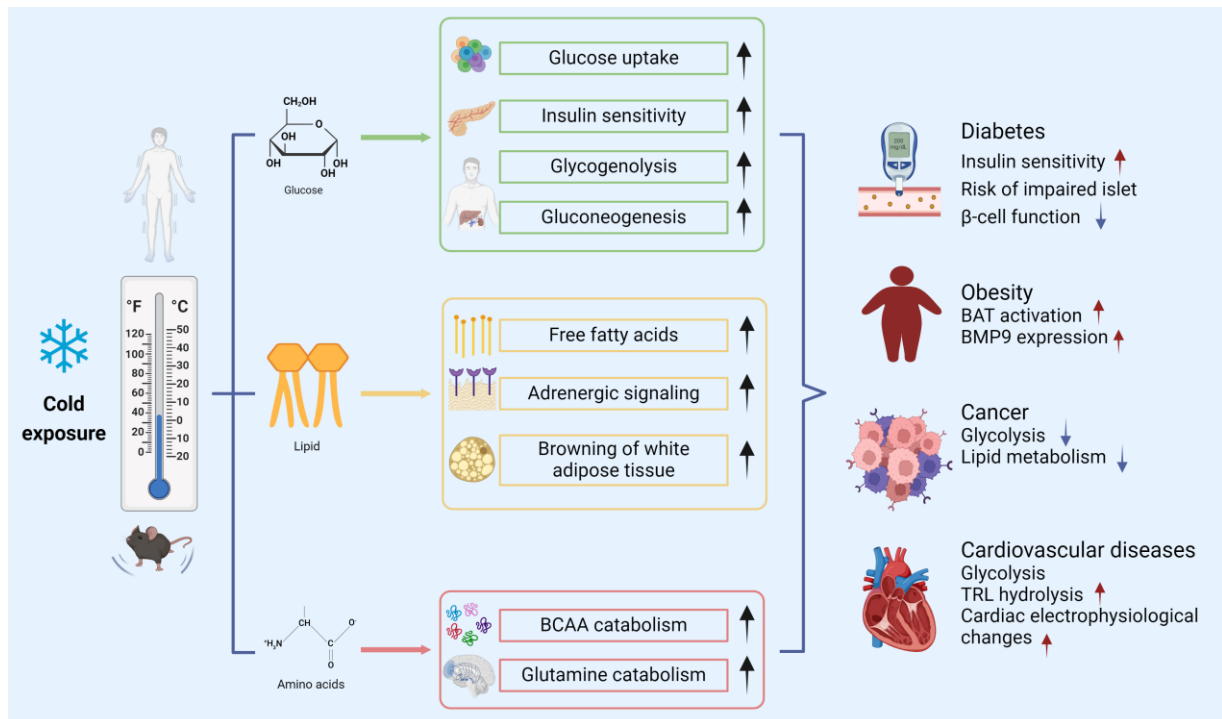 Cold
exposure
°F
°C
120
100
80
60
40
20
0
50
40
30
20
10
0
10
20
CH₂OH
O
H
H
OH
H
OH
OH
OH
Glucose
Lipid
CH
⁺H₃N
C
O⁻
O
Amino acids
Glucose uptake
Insulin sensitivity
Glycogenolysis
Gluconeogenesis
Free fatty acids
Adrenergic signaling
Browning of white
adipose tissue
BCAA catabolism
Glutamine catabolism
200
mg/dL
Diabetes
Insulin sensitivity
Risk of impaired islet
β-cell function
Obesity
BAT activation
BMP9 expression
Cancer
Glycolysis
Lipid metabolism
Cardiovascular diseases
Glycolysis
TRL hydrolysis
Cardiac electrophysiological
changes